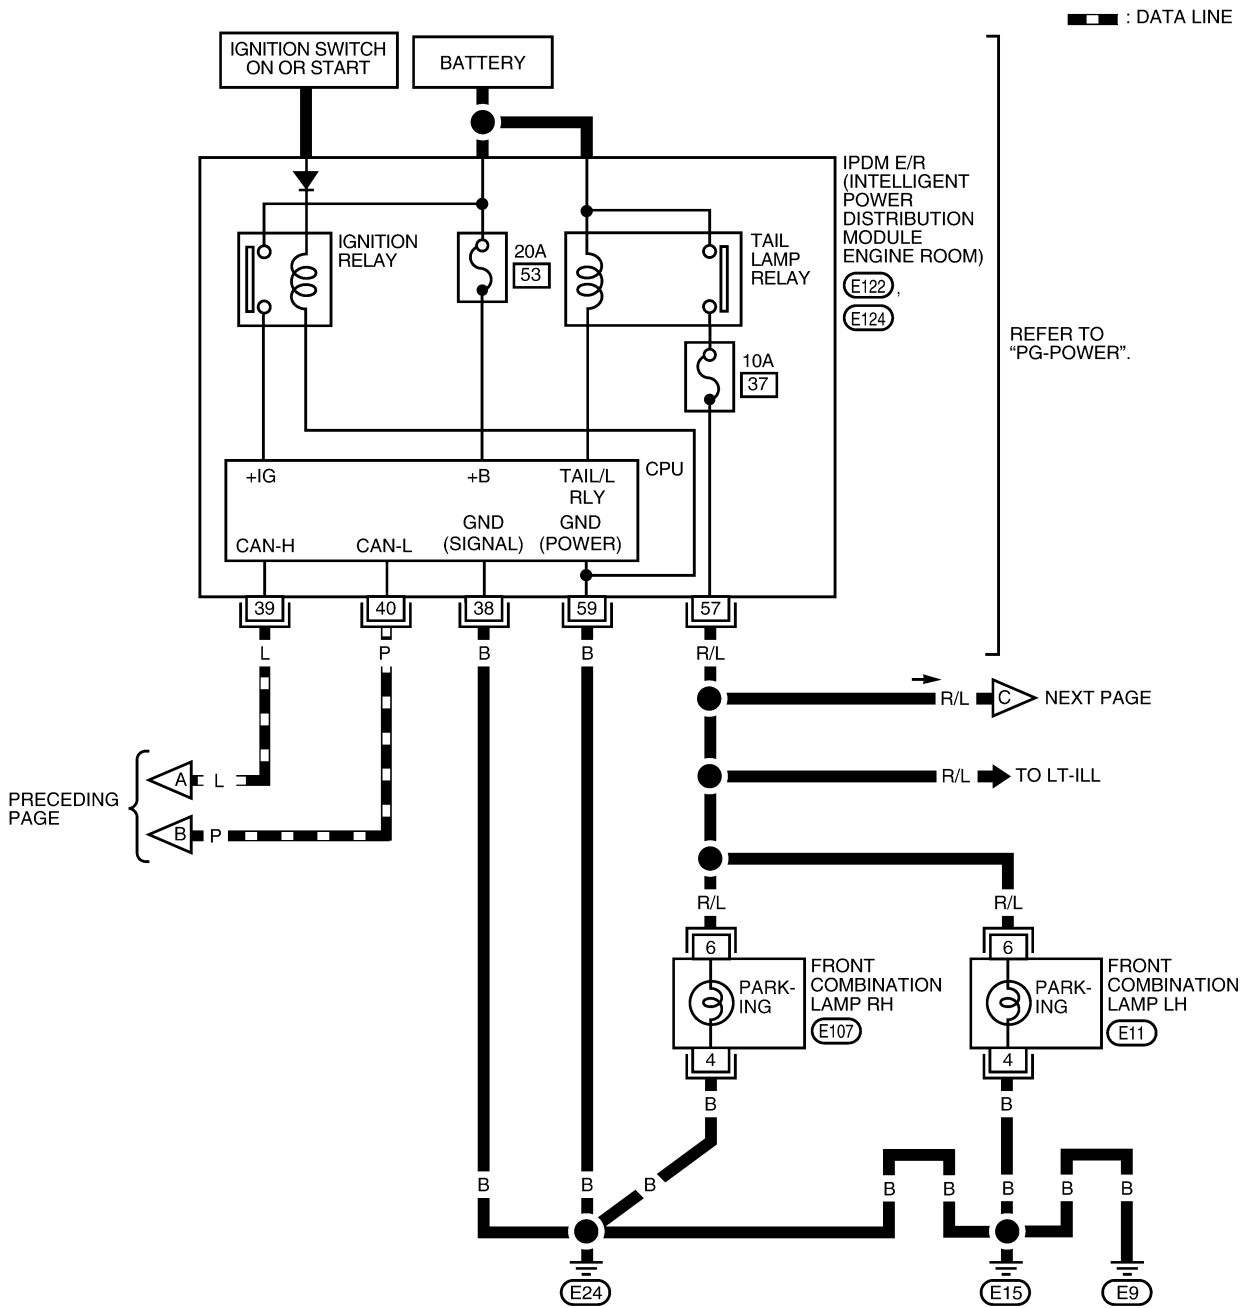 : DATA LINE
IGNITION SWITCH
ON OR START
BATTERY
IPDM E/R
(INTELLIGENT
POWER
DISTRIBUTION
MODULE
ENGINE ROOM)
E122 ,
E124
IGNITION
RELAY
20A
53
TAIL
LAMP
RELAY
10A
37
REFER TO
“PG-POWER”.
CPU
+IG
+B
TAIL/L
RLY
CAN-H
CAN-L
GND
(SIGNAL)
GND
(POWER)
39
40
38
59
57
L
P
B
B
R/L
R/L
C
NEXT PAGE
R/L
TO LT-ILL
PRECEDING
PAGE
A
L
B
P
R/L
R/L
6
6
PARK-
ING
FRONT
COMBINATION
LAMP RH
E107
PARK-
ING
FRONT
COMBINATION
LAMP LH
E11
4
4
B
B
B
B
B
B
B
B
B
B
E24
E15
E9